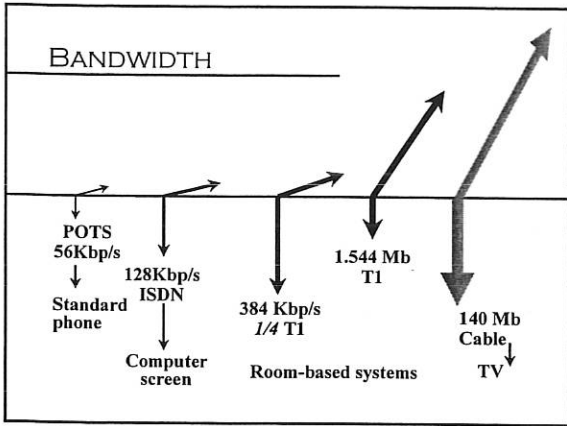 BANDWIDTH
POTS
56Kbp/s
Standard
phone
128Kbp/s
ISDN
Computer
screen
384 Kbp/s
1/4 T1
Room-based systems
1.544 Mb
T1
140 Mb
Cable
TV